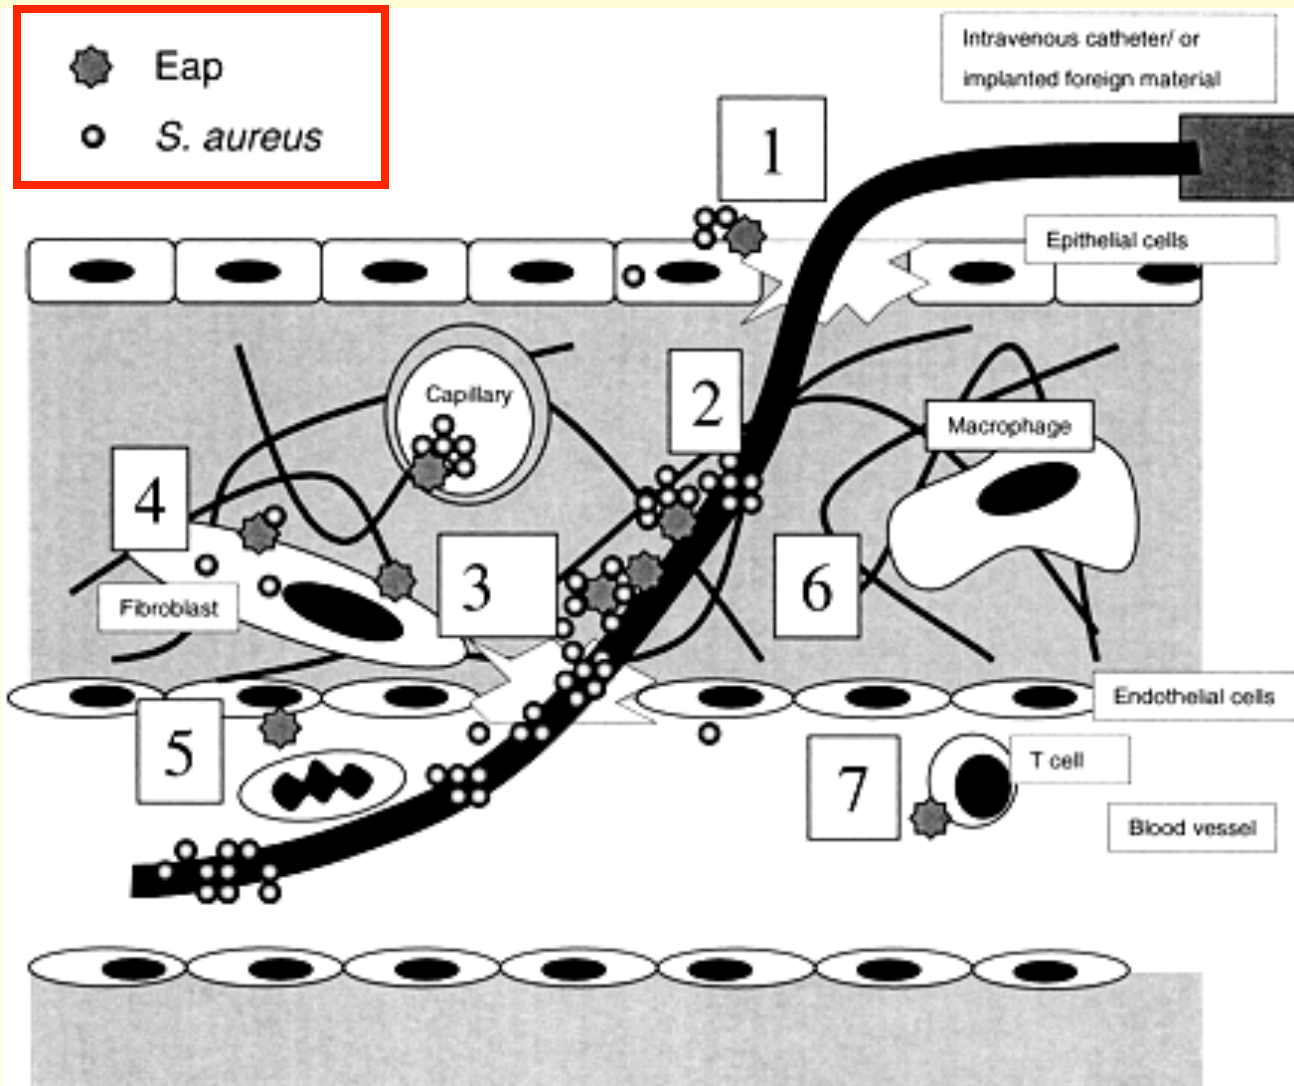 Eap
S. aureus
Intravenous catheter/ or
implanted foreign material
1
Epithelial cells
Capillary
2
Macrophage
4
3
6
Fibroblast
Endothelial cells
5
7
T cell
Blood vessel